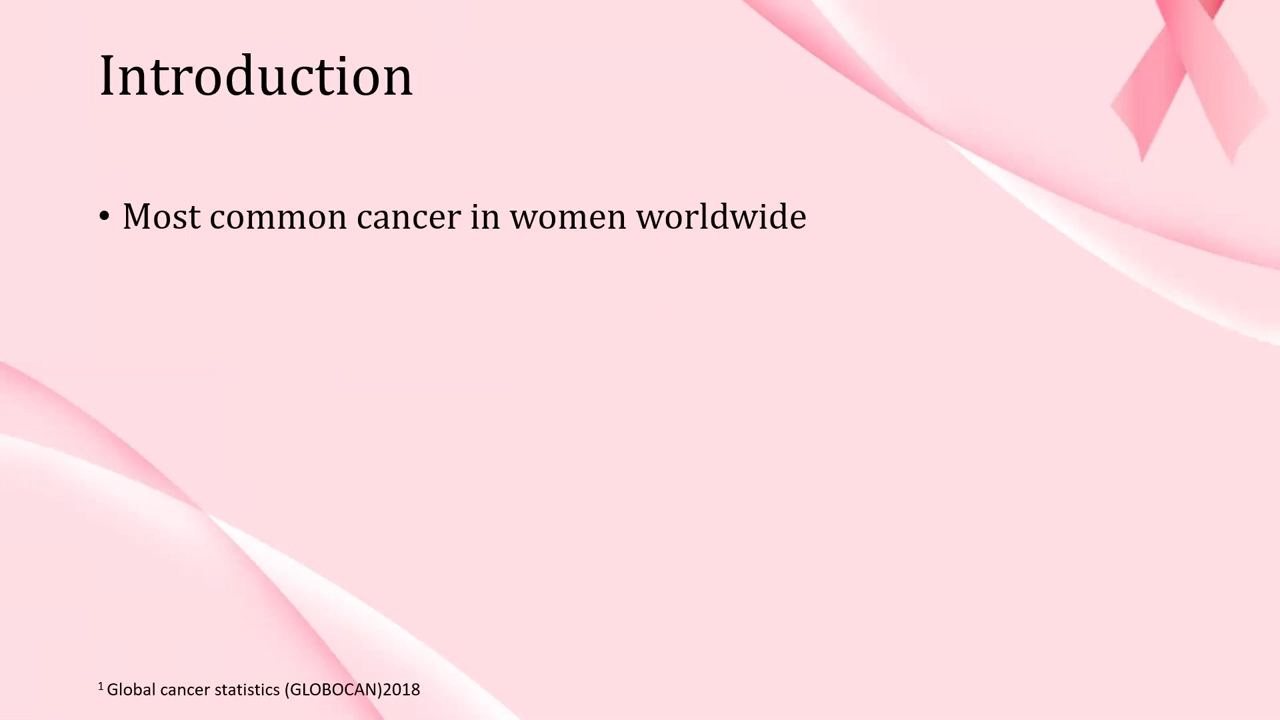 Introduction
• Most common cancer in women worldwide
¹ Global cancer statistics (GLOBOCAN)2018